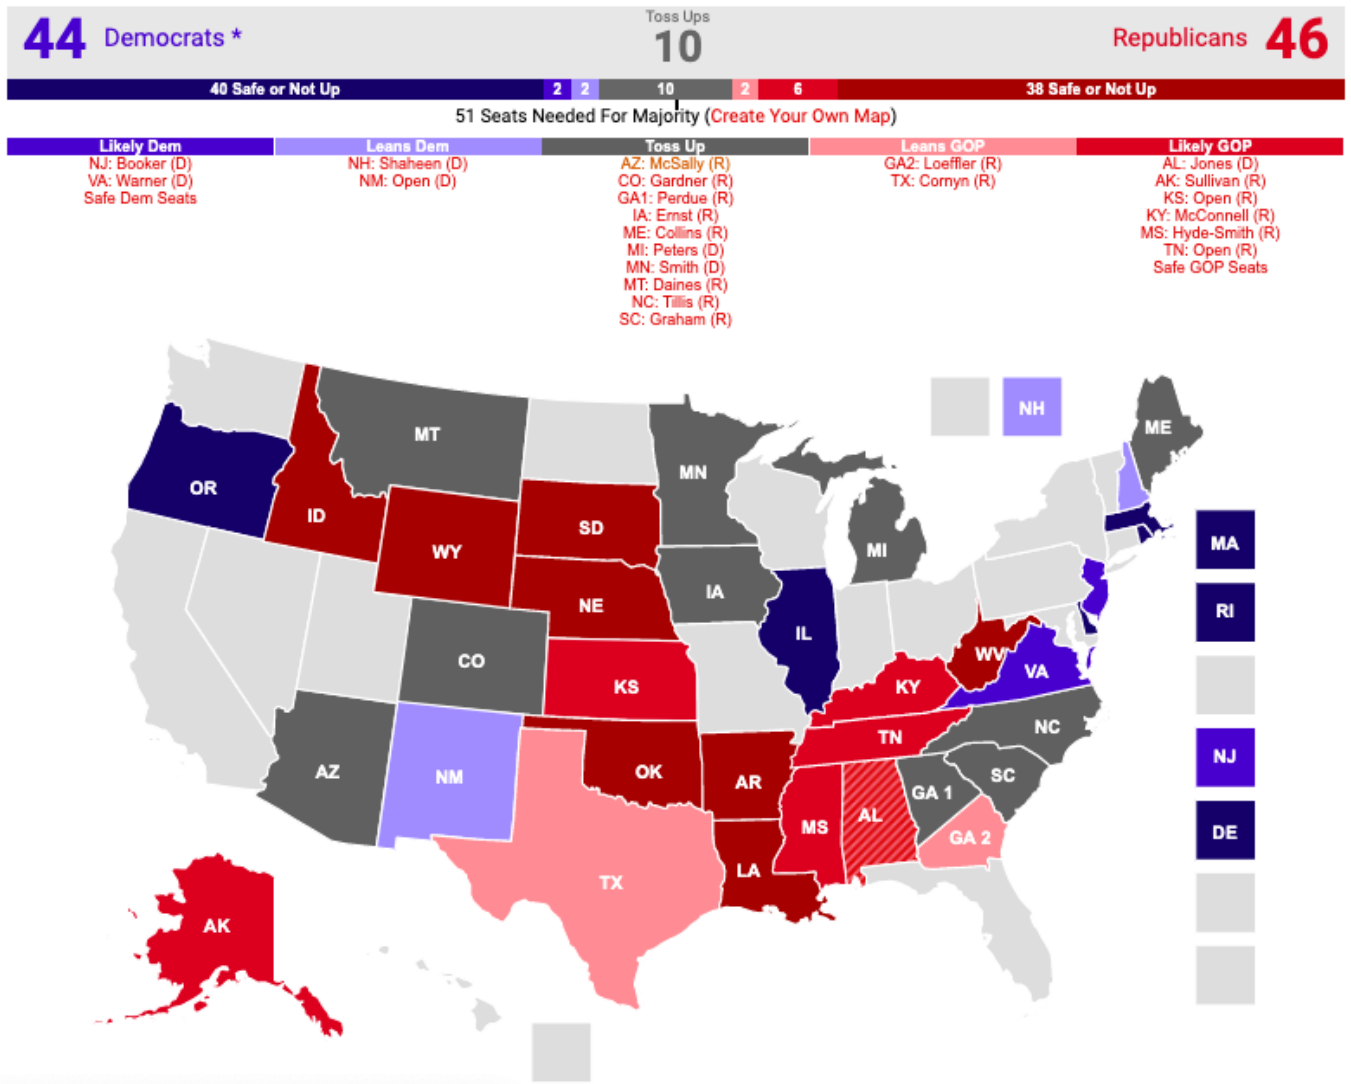 44 Democrats *
Toss Ups
10
Republicans 46
40 Safe or Not Up
2
2
10
2
6
38 Safe or Not Up
51 Seats Needed For Majority (Create Your Own Map)
Likely Dem
NJ: Booker (D)
VA: Warner (D)
Safe Dem Seats
Leans Dem
NH: Shaheen (D)
NM: Open (D)
Toss Up
AZ: McSally (R)
CO: Gardner (R)
GA1: Perdue (R)
IA: Ernst (R)
ME: Collins (R)
MI: Peters (D)
MN: Smith (D)
MT: Daines (R)
NC: Tillis (R)
SC: Graham (R)
Leans GOP
GA2: Loeffler (R)
TX: Cornyn (R)
Likely GOP
AL: Jones (D)
AK: Sullivan (R)
KS: Open (R)
KY: McConnell (R)
MS: Hyde-Smith (R)
TN: Open (R)
Safe GOP Seats
NH
ME
MT
MN
OR
ID
SD
WY
MI
MA
NE
IA
RI
IL
CO
WV
VA
KS
KY
NC
TN
NJ
AZ
NM
OK
AR
SC
GA 1
MS
AL
GA 2
DE
LA
TX
AK